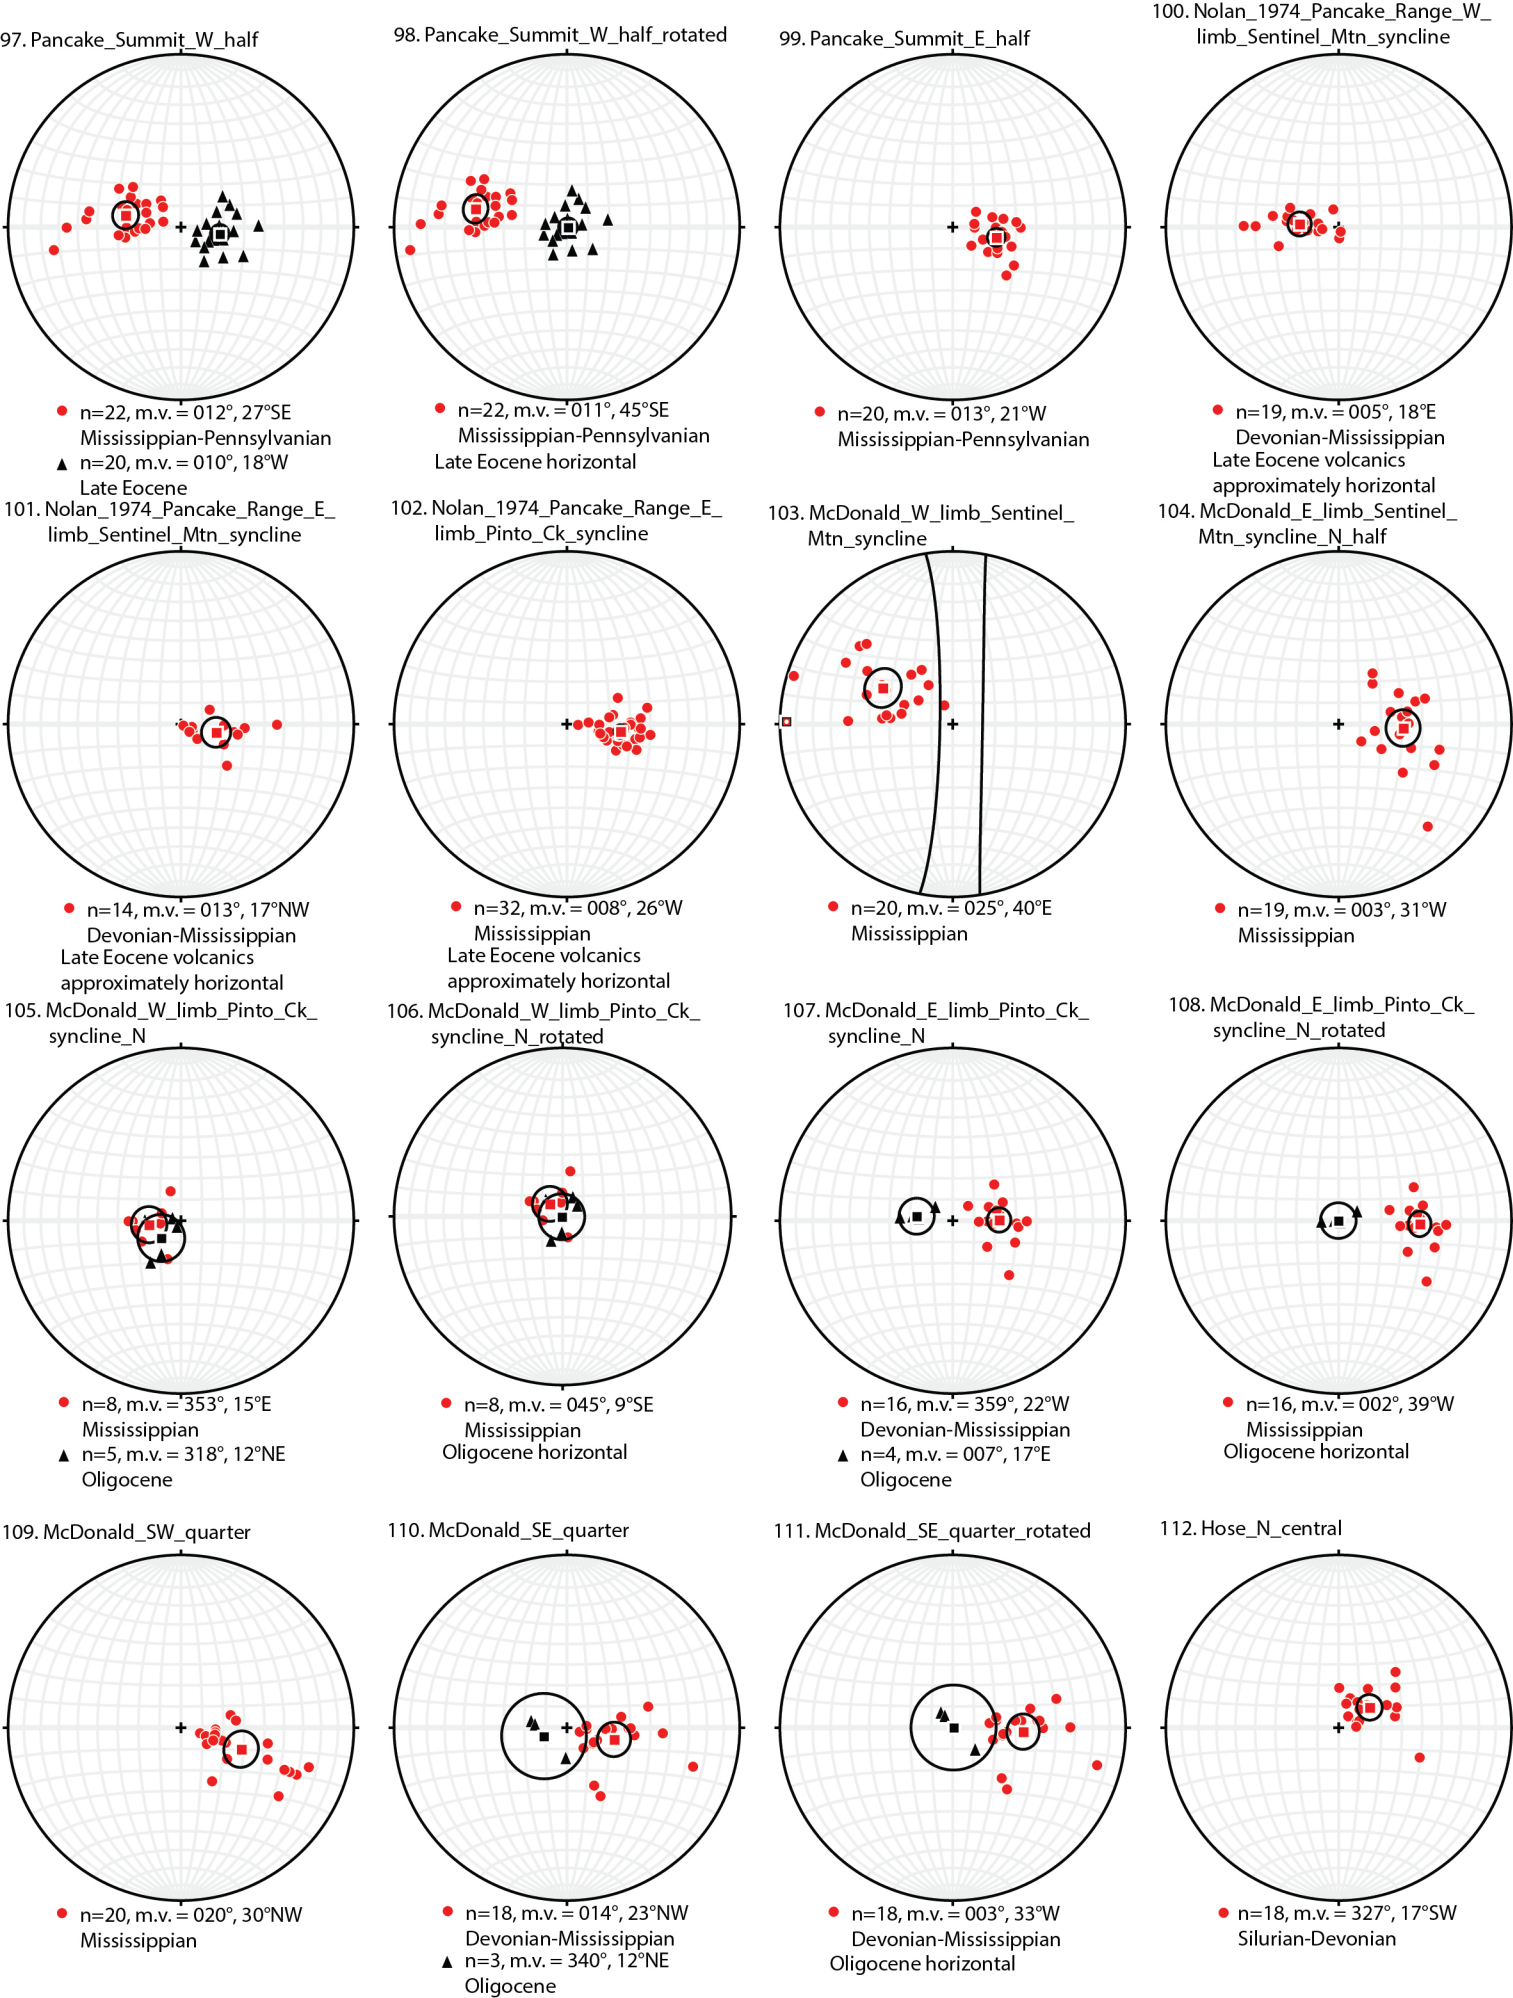 97. Pancake_Summit_W_half
n=22, m.v. = 012°, 27°SE
Mississippian-Pennsylvanian
n=20, m.v. = 010°, 18°W
Late Eocene
98. Pancake_Summit_W_half_rotated
n=22, m.v. = 011°, 45°SE
Mississippian-Pennsylvanian
Late Eocene horizontal
99. Pancake_Summit_E_half
n=20, m.v. = 013°, 21°W
Mississippian-Pennsylvanian
100. Nolan_1974_Pancake_Range_W_
limb_Sentinel_Mtn_syncline
n=19, m.v. = 005°, 18°E
Devonian-Mississippian
Late Eocene volcanics
approximately horizontal
101. Nolan_1974_Pancake_Range_E_
limb_Sentinel_Mtn_syncline
n=14, m.v. = 013°, 17°NW
Devonian-Mississippian
Late Eocene volcanics
approximately horizontal
102. Nolan_1974_Pancake_Range_E_
limb_Pinto_Ck_syncline
n=32, m.v. = 008°, 26°W
Mississippian
Late Eocene volcanics
approximately horizontal
103. McDonald_W_limb_Sentinel_
Mtn_syncline
n=20, m.v. = 025°, 40°E
Mississippian
104. McDonald_E_limb_Sentinel_
Mtn_syncline_N_half
n=19, m.v. = 003°, 31°W
Mississippian
105. McDonald_W_limb_Pinto_Ck_
syncline_N
n=8, m.v. = 353°, 15°E
Mississippian
n=5, m.v. = 318°, 12°NE
Oligocene
106. McDonald_W_limb_Pinto_Ck_
syncline_N_rotated
n=8, m.v. = 045°, 9°SE
Mississippian
Oligocene horizontal
107. McDonald_E_limb_Pinto_Ck_
syncline_N
n=16, m.v. = 359°, 22°W
Devonian-Mississippian
n=4, m.v. = 007°, 17°E
Oligocene
108. McDonald_E_limb_Pinto_Ck_
syncline_N_rotated
n=16, m.v. = 002°, 39°W
Mississippian
Oligocene horizontal
109. McDonald_SW_quarter
n=20, m.v. = 020°, 30°NW
Mississippian
110. McDonald_SE_quarter
n=18, m.v. = 014°, 23°NW
Devonian-Mississippian
n=3, m.v. = 340°, 12°NE
Oligocene
111. McDonald_SE_quarter_rotated
n=18, m.v. = 003°, 33°W
Devonian-Mississippian
Oligocene horizontal
112. Hose_N_central
n=18, m.v. = 327°, 17°SW
Silurian-Devonian